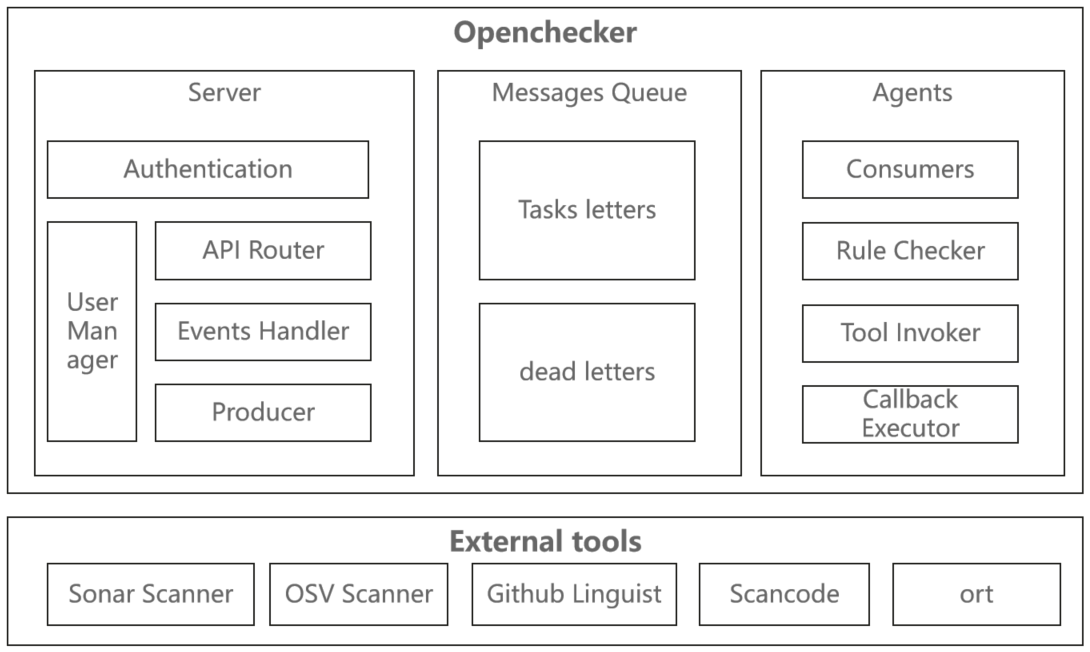 Openchecker
Server
Authentication
User
Man
ager
API Router
Events Handler
Producer
Messages Queue
Tasks letters
dead letters
Agents
Consumers
Rule Checker
Tool Invoker
Callback
Executor
External tools
Sonar Scanner
OSV Scanner
Github Linguist
Scancode
ort